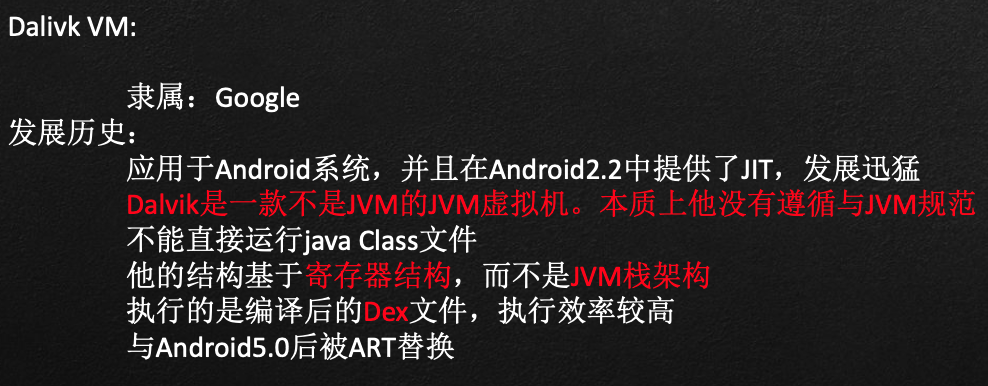 Dalivk VM:
隶属：Google
发展历史：
应用于Android系统，并且在Android2.2中提供了JIT，发展迅猛
Dalvik是一款不是JVM的JVM虚拟机。本质上他没有遵循与JVM规范
不能直接运行java Class文件
他的结构基于寄存器结构，而不是JVM栈架构
执行的是编译后的Dex文件，执行效率较高
与Android5.0后被ART替换